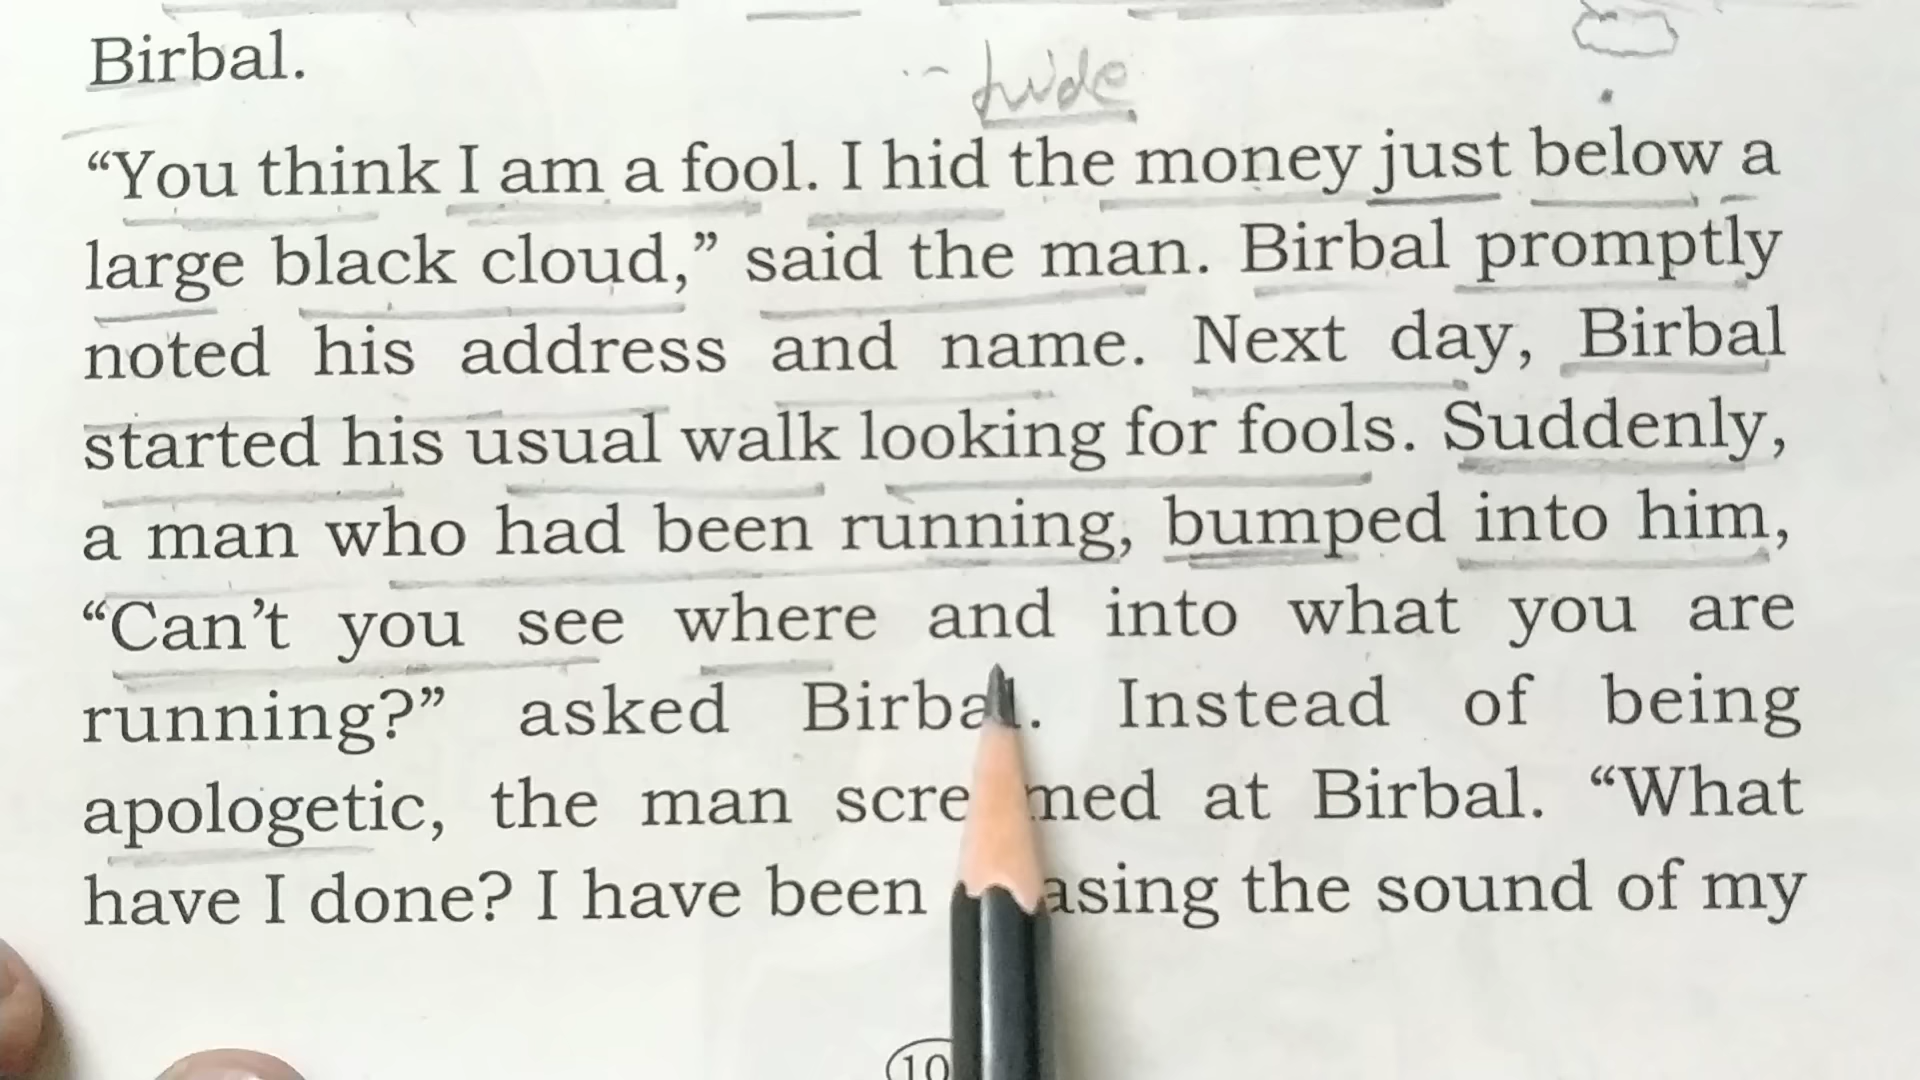 Birbal.
hide
“You think I am a fool. I hid the money just below a
large black cloud,” said the man. Birbal promptly
noted his address and name. Next day, Birbal
started his usual walk looking for fools. Suddenly,
a man who had been running, bumped into him,
“Can’t you see where and into what you are
running?” asked Birbal. Instead of being
apologetic, the man at Birbal. “What
have I done? I have been the sound of my
10